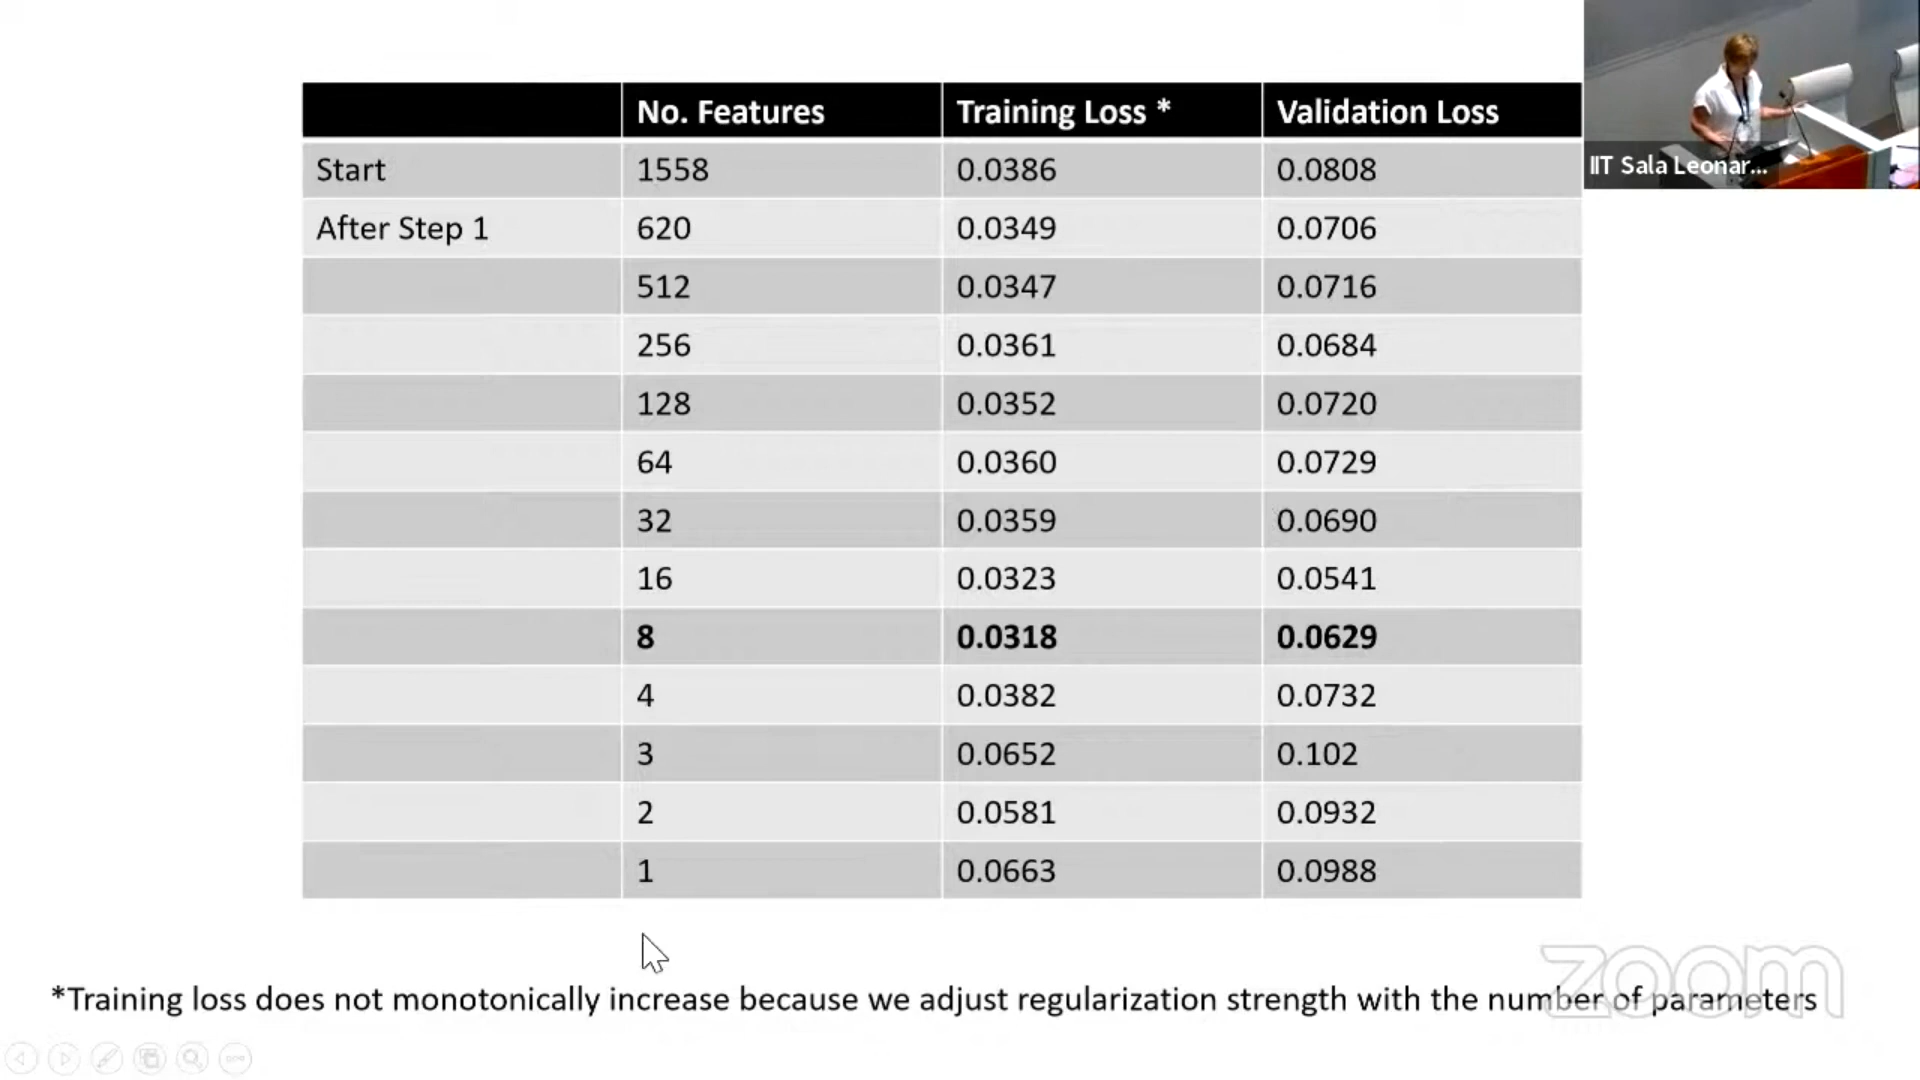 No. Features Training Loss * Validation Loss
Start 1558 0.0386 0.0808
After Step 1 620 0.0349 0.0706
512 0.0347 0.0716
256 0.0361 0.0684
128 0.0352 0.0720
64 0.0360 0.0729
32 0.0359 0.0690
16 0.0323 0.0541
8 0.0318 0.0629
4 0.0382 0.0732
3 0.0652 0.102
2 0.0581 0.0932
1 0.0663 0.0988
IIT Sala Leonar...
*Training loss does not monotonically increase because we adjust regularization strength with the number of parameters
zoom